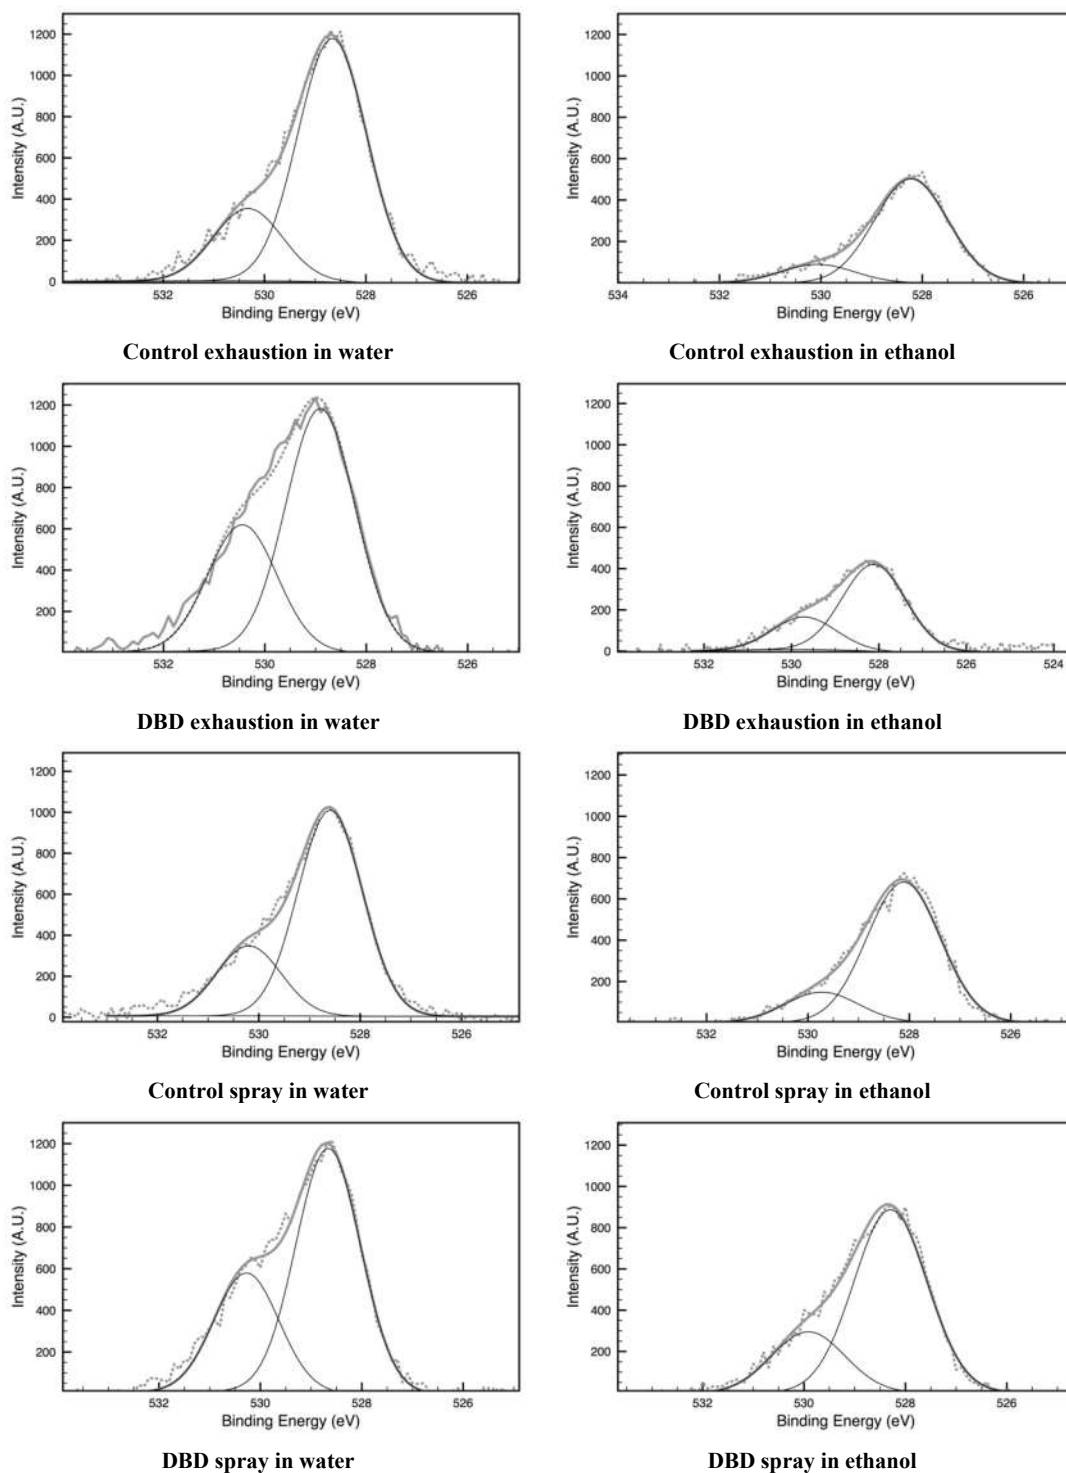 1200
1000
800
600
400
200
0
Intensity (A.U.)
532 530 528 526
Binding Energy (eV)
Control exhaustion in water
1200
1000
800
600
400
200
Intensity (A.U.)
534 532 530 528 526
Binding Energy (eV)
Control exhaustion in ethanol
1200
1000
800
600
400
200
Intensity (A.U.)
532 530 528 526
Binding Energy (eV)
DBD exhaustion in water
1200
1000
800
600
400
200
Intensity (A.U.)
532 530 528 526 524
Binding Energy (eV)
DBD exhaustion in ethanol
1200
1000
800
600
400
200
0
Intensity (A.U.)
532 530 528 526
Binding Energy (eV)
Control spray in water
1200
1000
800
600
400
200
Intensity (A.U.)
532 530 528 526
Binding Energy (eV)
Control spray in ethanol
1200
1000
800
600
400
200
Intensity (A.U.)
532 530 528 526
Binding Energy (eV)
DBD spray in water
1200
1000
800
600
400
200
Intensity (A.U.)
532 530 528 526
Binding Energy (eV)
DBD spray in ethanol